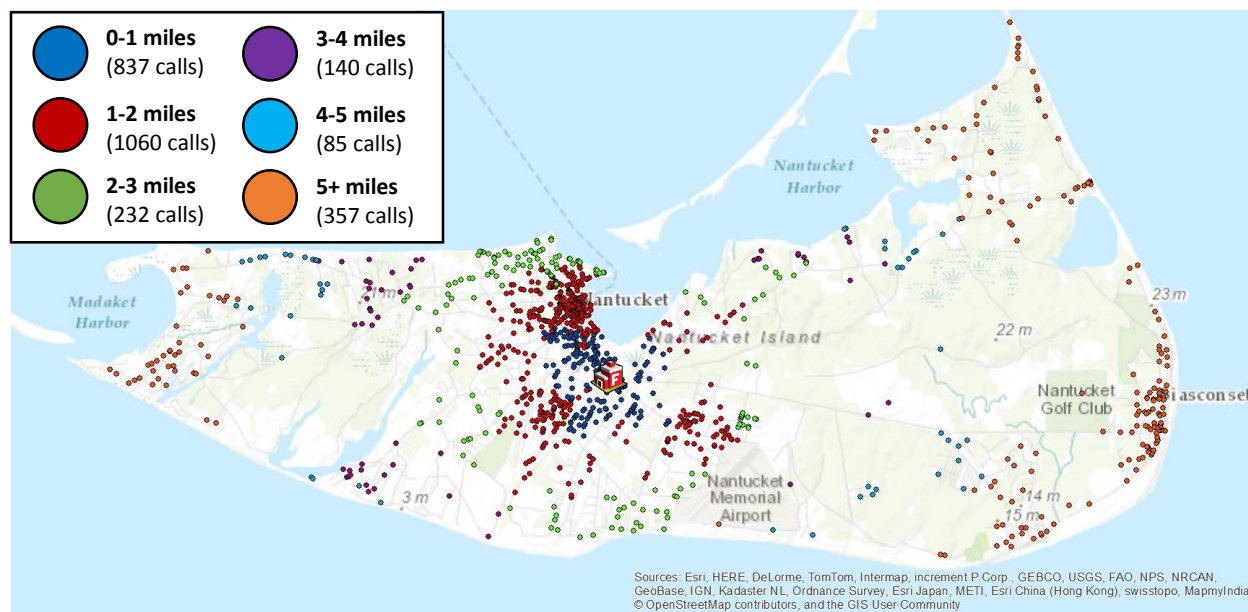 0-1 miles
(837 calls)
3-4 miles
(140 calls)
1-2 miles
(1060 calls)
4-5 miles
(85 calls)
2-3 miles
(232 calls)
5+ miles
(357 calls)
Nantucket
Harbor
Madaket
Harbor
21 m
Nantucket
Nantucket Island
23 m
22 m
F
Nantucket
Golf Club
Siasconset
Nantucket
Memorial
Airport
3 m
14 m
15 m
Sources: Esri, HERE, DeLorme, TomTom, Intermap, increment P Corp., GEBCO, USGS, FAO, NPS, NRCAN,
GeoBase, IGN, Kadaster NL, Ordnance Survey, Esri Japan, METI, Esri China (Hong Kong), swisstopo, MapmyIndia,
© OpenStreetMap contributors, and the GIS User Community